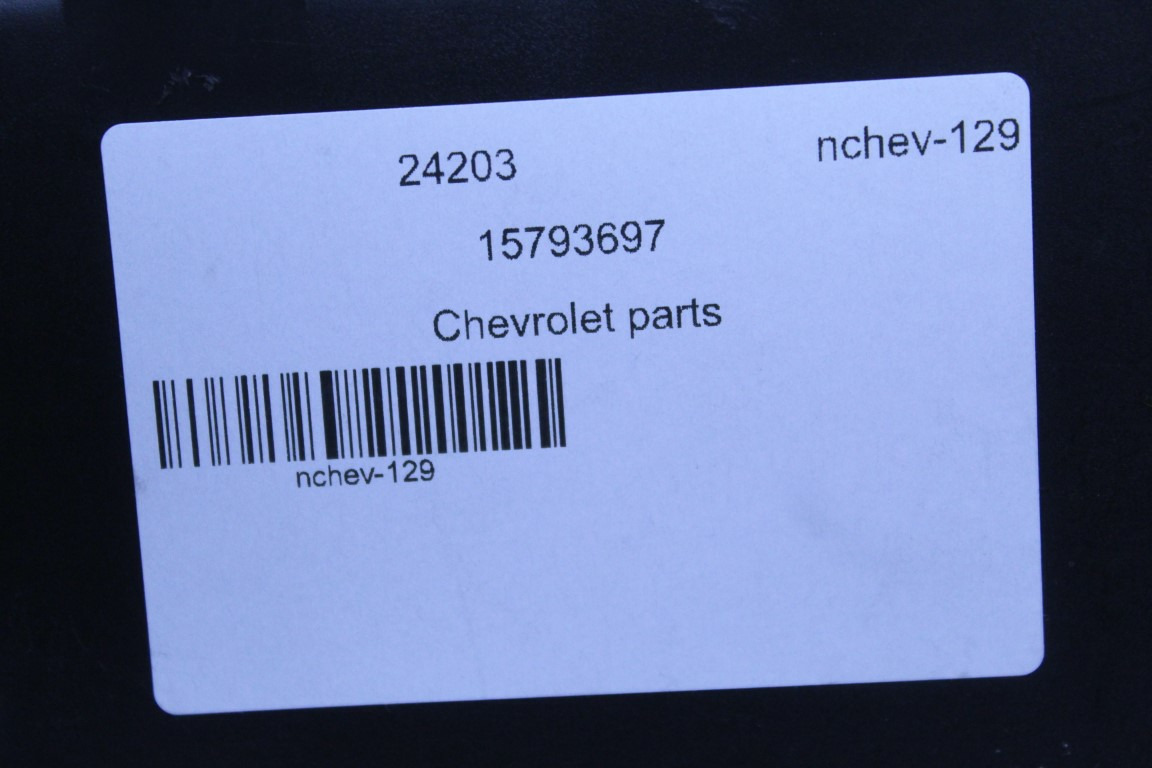 24203
nchev-129
15793697
Chevrolet parts
nchev-129